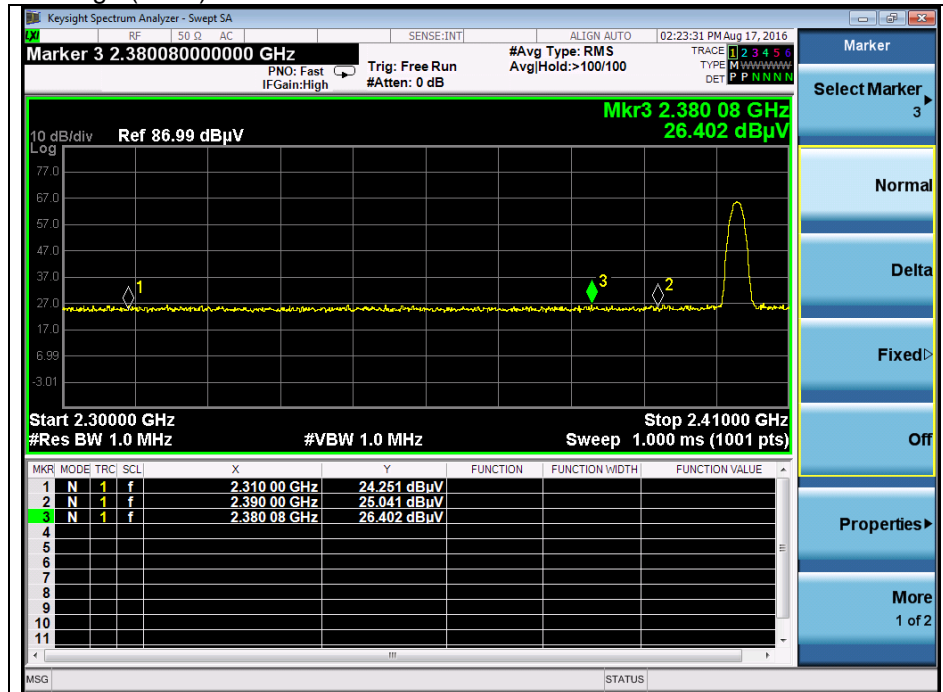 Keysight Spectrum Analyzer - Swept SA
LXI RF 50 Ω AC SENSE:INT ALIGN AUTO 02:23:31 PM Aug 17, 2016
Marker 3 2.380080000000 GHz
PNO: Fast
IFGain:High
Trig: Free Run
#Atten: 0 dB
#Avg Type: RMS
Avg|Hold:>100/100
TRACE 1 2 3 4 5 6
TYPE M W W W W W
DET P P N N N N
Mkr3 2.380 08 GHz
26.402 dBµV
10 dB/div Ref 86.99 dBµV
Log
77.0
67.0
57.0
47.0
37.0
27.0
17.0
6.99
-3.01
1
3
2
Start 2.30000 GHz Stop 2.41000 GHz
#Res BW 1.0 MHz #VBW 1.0 MHz Sweep 1.000 ms (1001 pts)
MKR MODE TRC SCL X Y FUNCTION FUNCTION WIDTH FUNCTION VALUE
1 N 1 f 2.310 00 GHz 24.251 dBµV
2 N 1 f 2.390 00 GHz 25.041 dBµV
3 N 1 f 2.380 08 GHz 26.402 dBµV
4
5
6
7
8
9
10
11
MSG STATUS
Marker
Select Marker
3
Normal
Delta
Fixed
Off
Properties
More
1 of 2